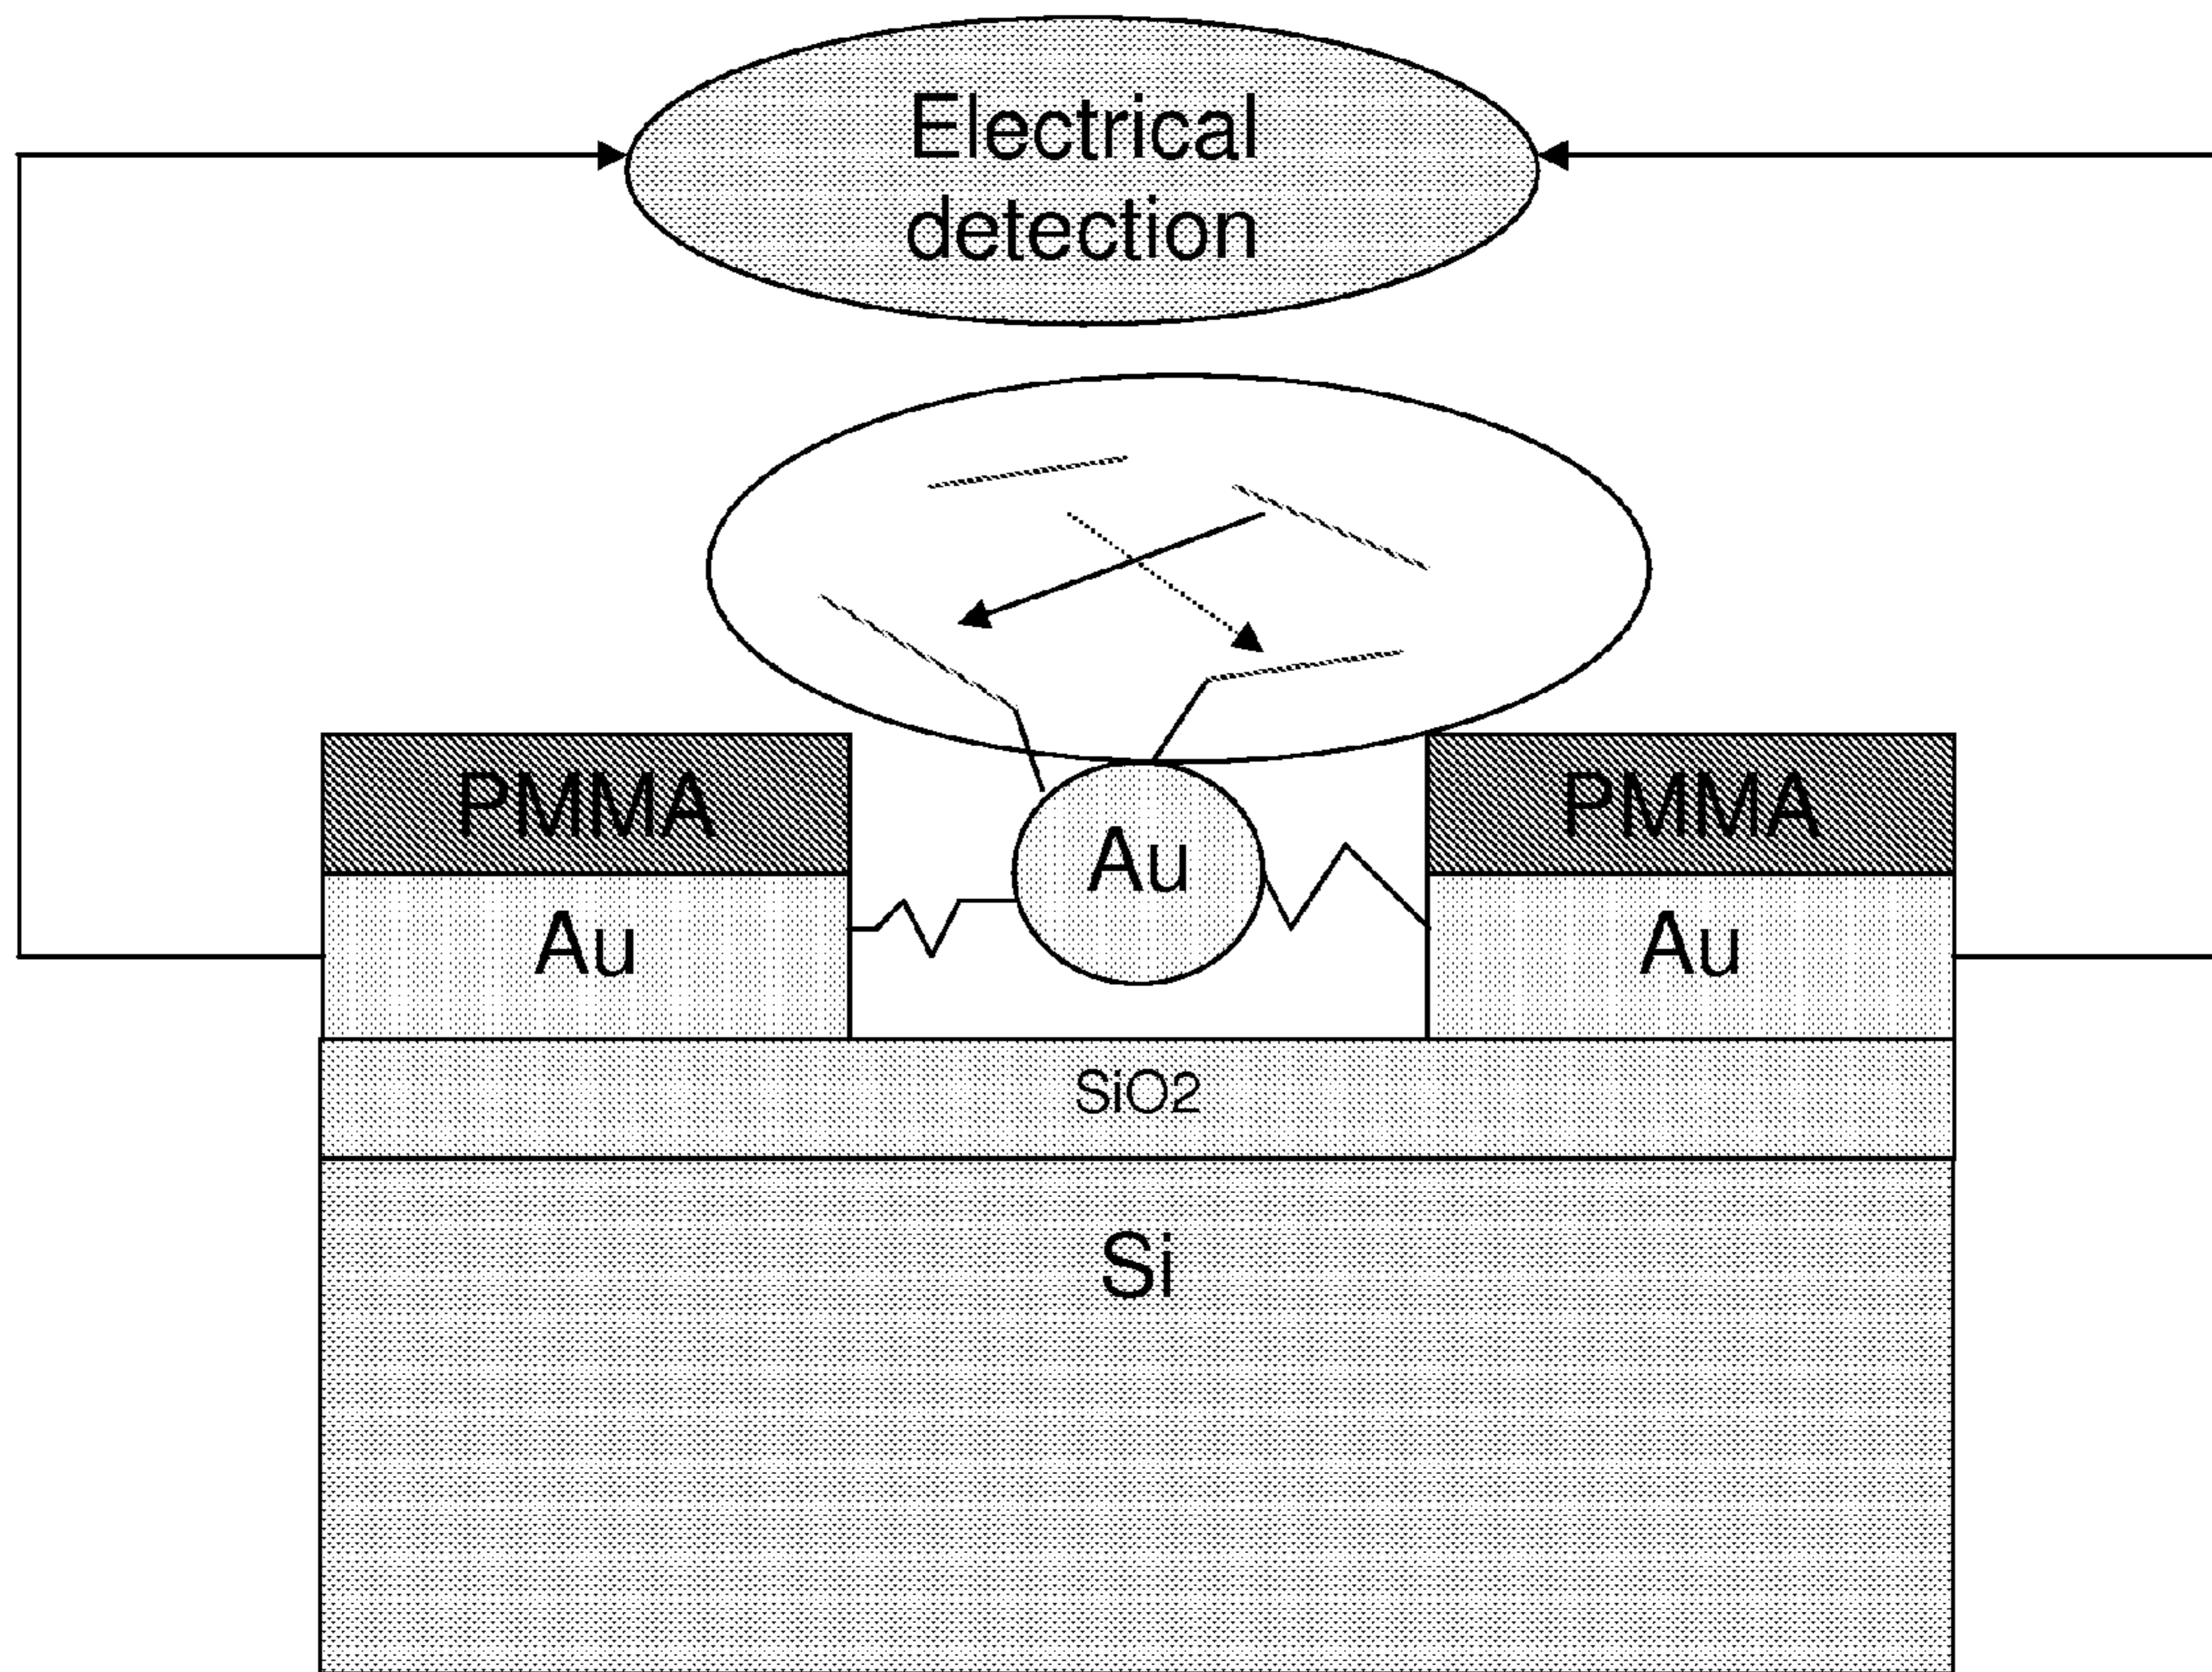 Electrical
detection
PMMA
PMMA
Au
Au
Au
SiO2
Si